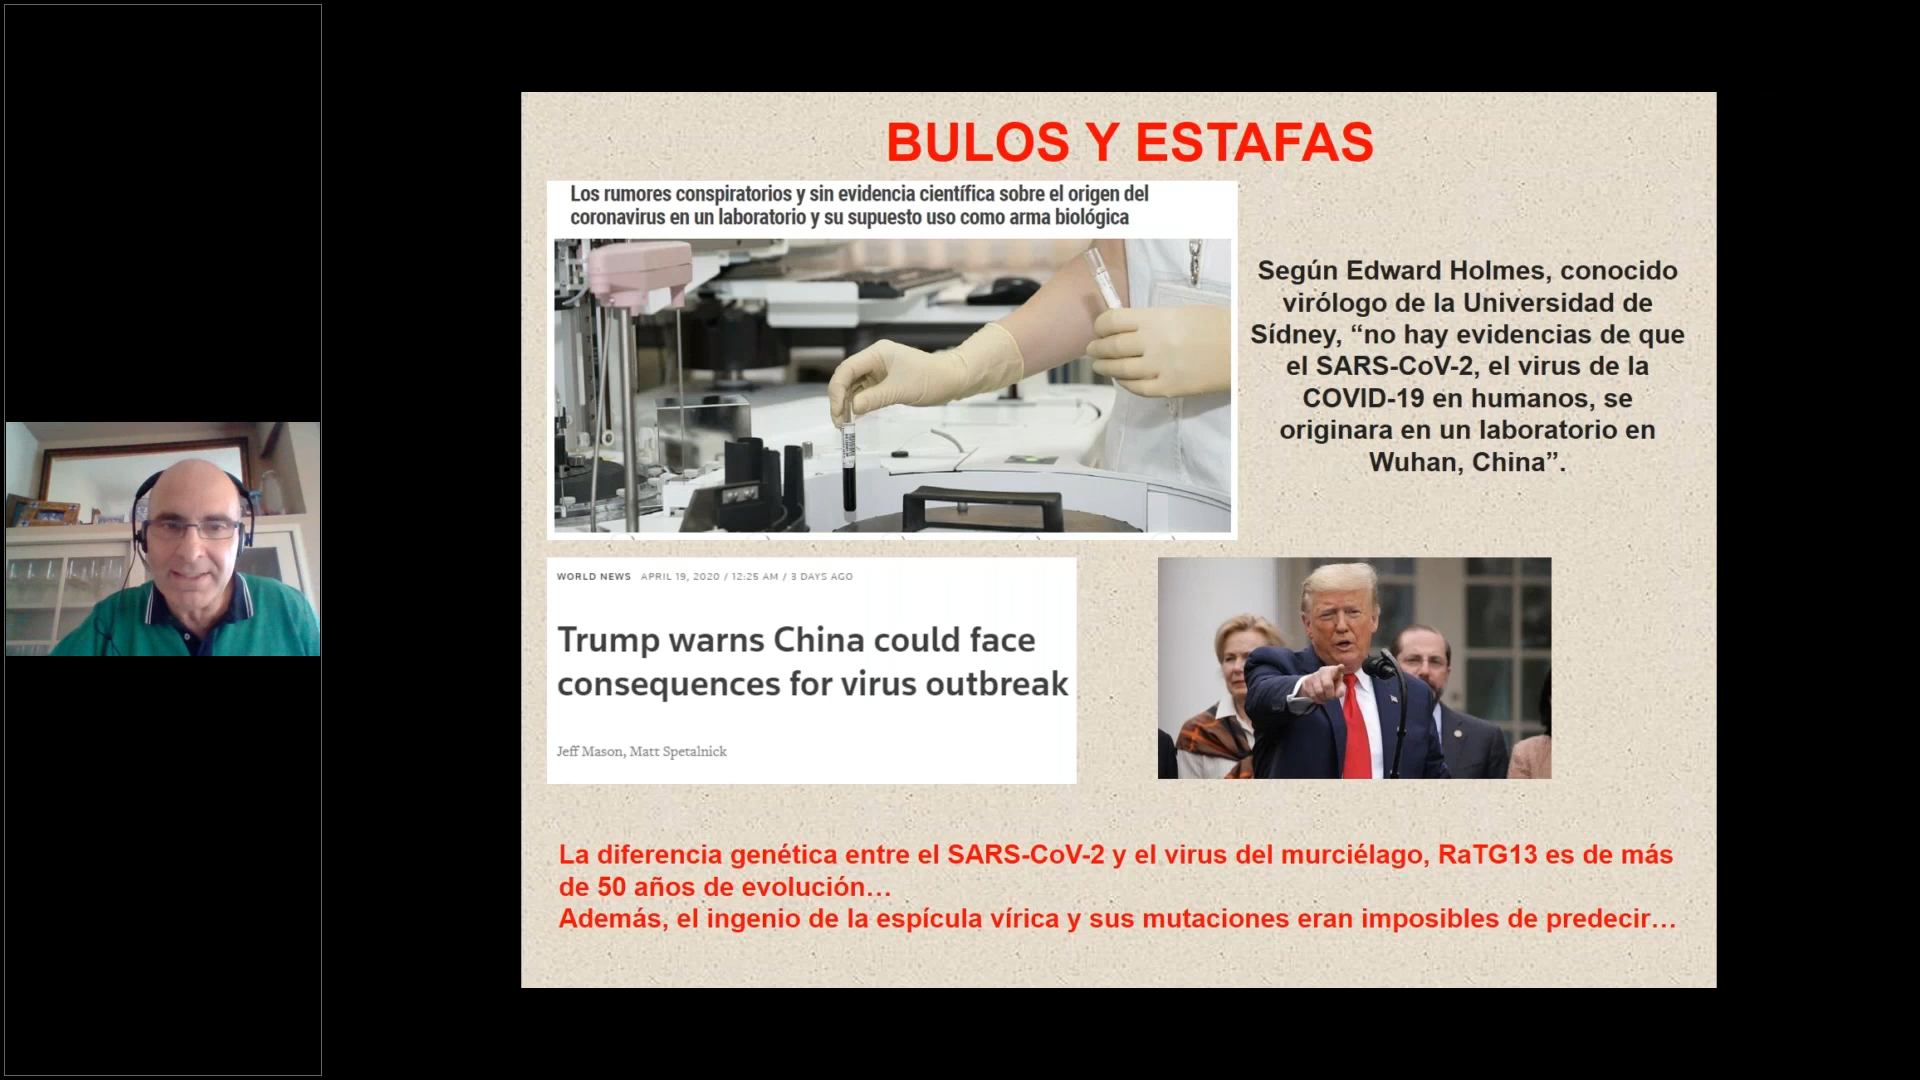 BULOS Y ESTAFAS
Los rumores conspiratorios y sin evidencia científica sobre el origen del
coronavirus en un laboratorio y su supuesto uso como arma biológica
Según Edward Holmes, conocido
virólogo de la Universidad de
Sídney, “no hay evidencias de que
el SARS-CoV-2, el virus de la
COVID-19 en humanos, se
originara en un laboratorio en
Wuhan, China”.
WORLD NEWS APRIL 19, 2020 / 12:25 AM / 3 DAYS AGO
Trump warns China could face
consequences for virus outbreak
Jeff Mason, Matt Spetalnick
La diferencia genética entre el SARS-CoV-2 y el virus del murciélago, RaTG13 es de más
de 50 años de evolución…
Además, el ingenio de la espícula vírica y sus mutaciones eran imposibles de predecir…